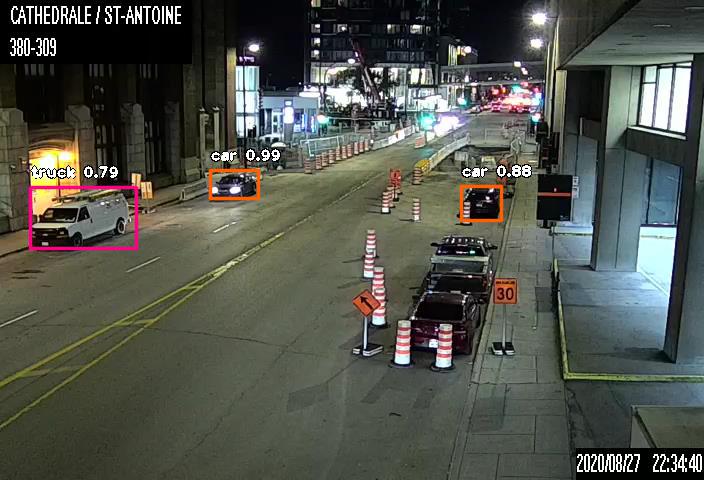 CATHEDRALE / ST-ANTOINE
380-309
car 0.99
truck 0.79
car 0.88
30
2020/08/27 22:34:40